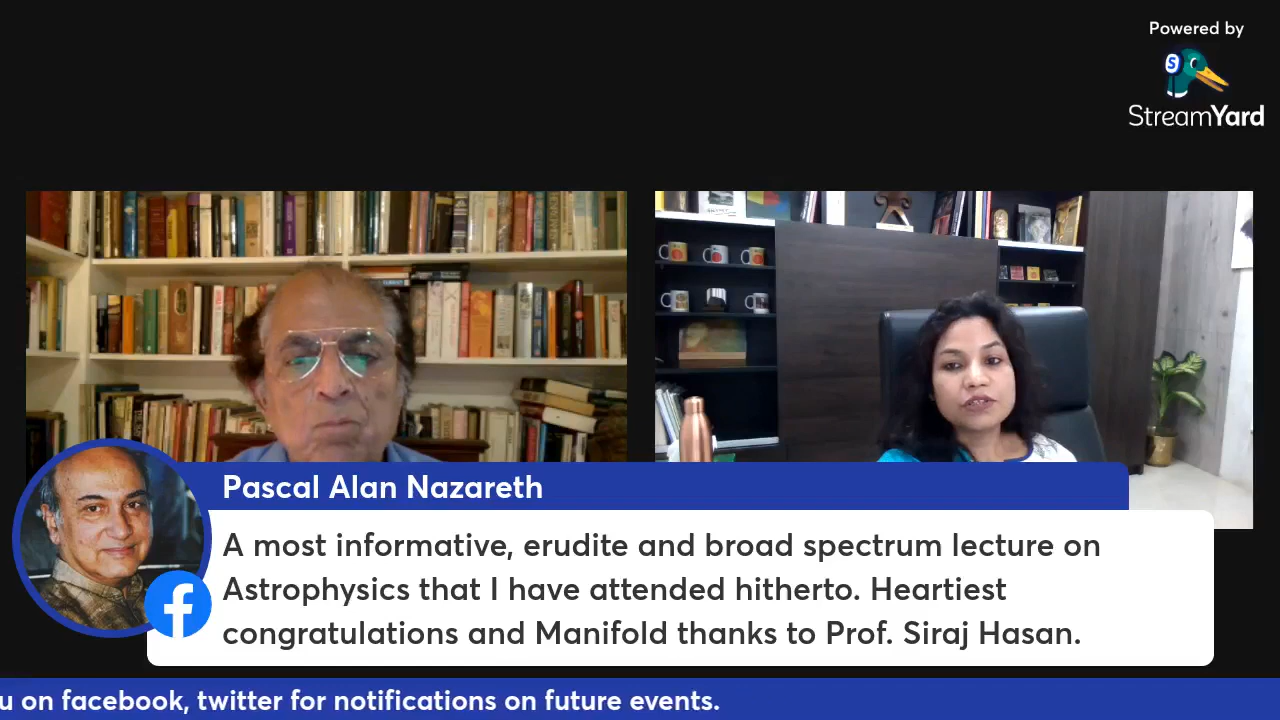 Powered by
S
StreamYard
Pascal Alan Nazareth
A most informative, erudite and broad spectrum lecture on
Astrophysics that I have attended hitherto. Heartiest
congratulations and Manifold thanks to Prof. Siraj Hasan.
u on facebook, twitter for notifications on future events.